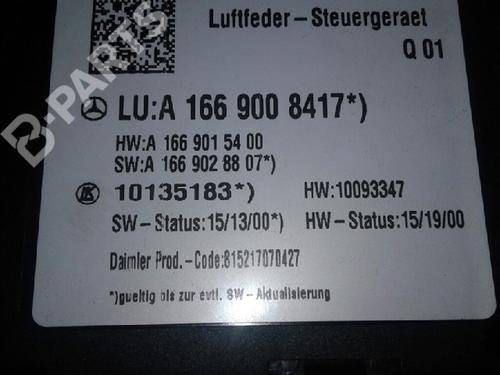 Luftfeder-Steuergeraet
Q 01
LU:A 166 900 8417*)
HW:A 166 901 54 00
SW:A 166 902 88 07*)
10135183*) HW:10093347
SW-Status:15/13/00*) HW-Status:15/19/00
Daimler Prod.-Code:815217070427
*)gueltig bis zur evtl. SW-Aktualisierung
B-PARTS